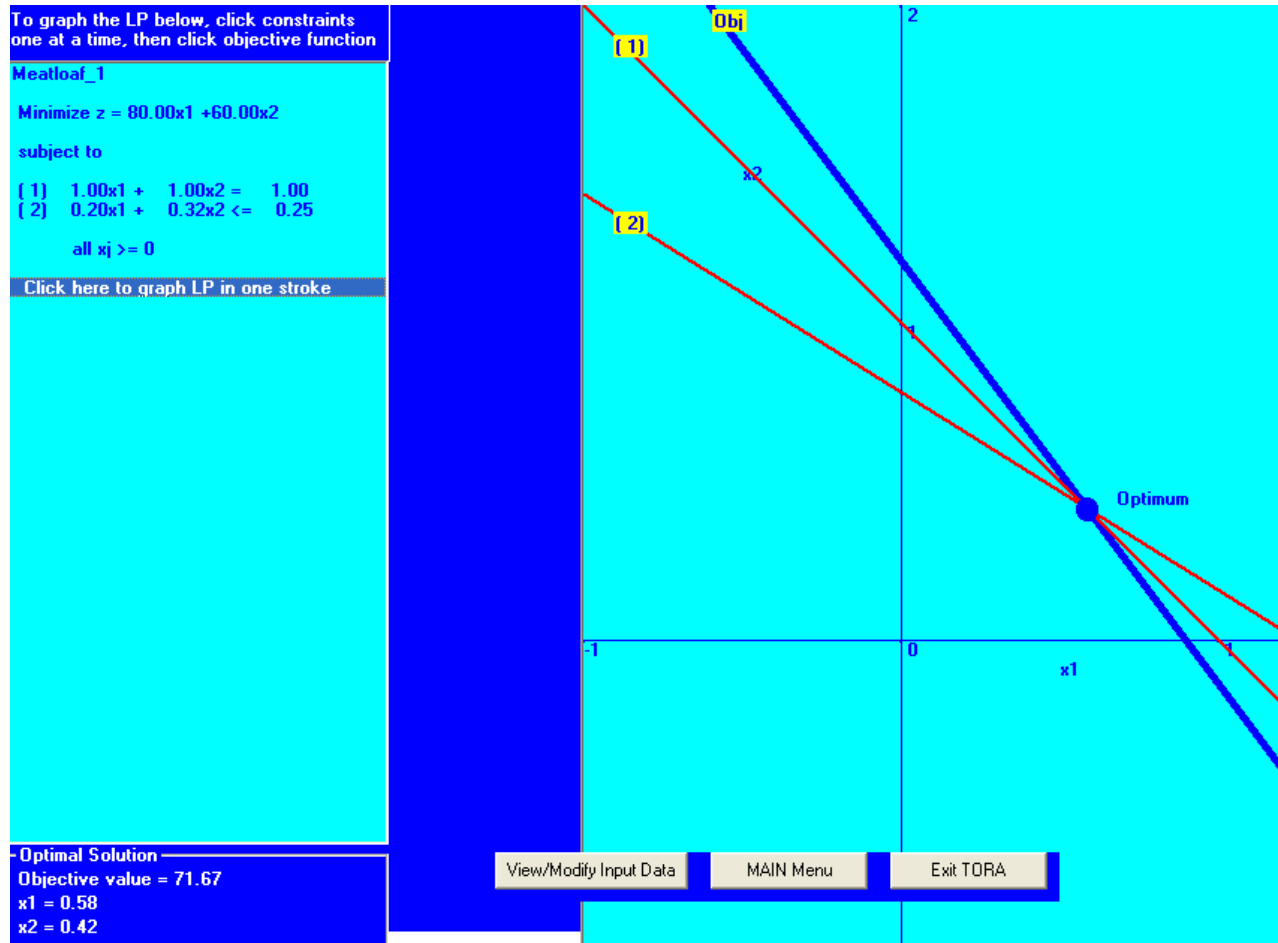 To graph the LP below, click constraints
one at a time, then click objective function
Meatloaf_1
Minimize z = 80.00x1 +60.00x2
subject to
( 1) 1.00x1 + 1.00x2 = 1.00
( 2) 0.20x1 + 0.32x2 <= 0.25
all xj >= 0
Click here to graph LP in one stroke
Obj
2
( 1)
x2
( 2)
1
Optimum
-1
0
1
x1
Optimal Solution
Objective value = 71.67
x1 = 0.58
x2 = 0.42
View/Modify Input Data
MAIN Menu
Exit TORA